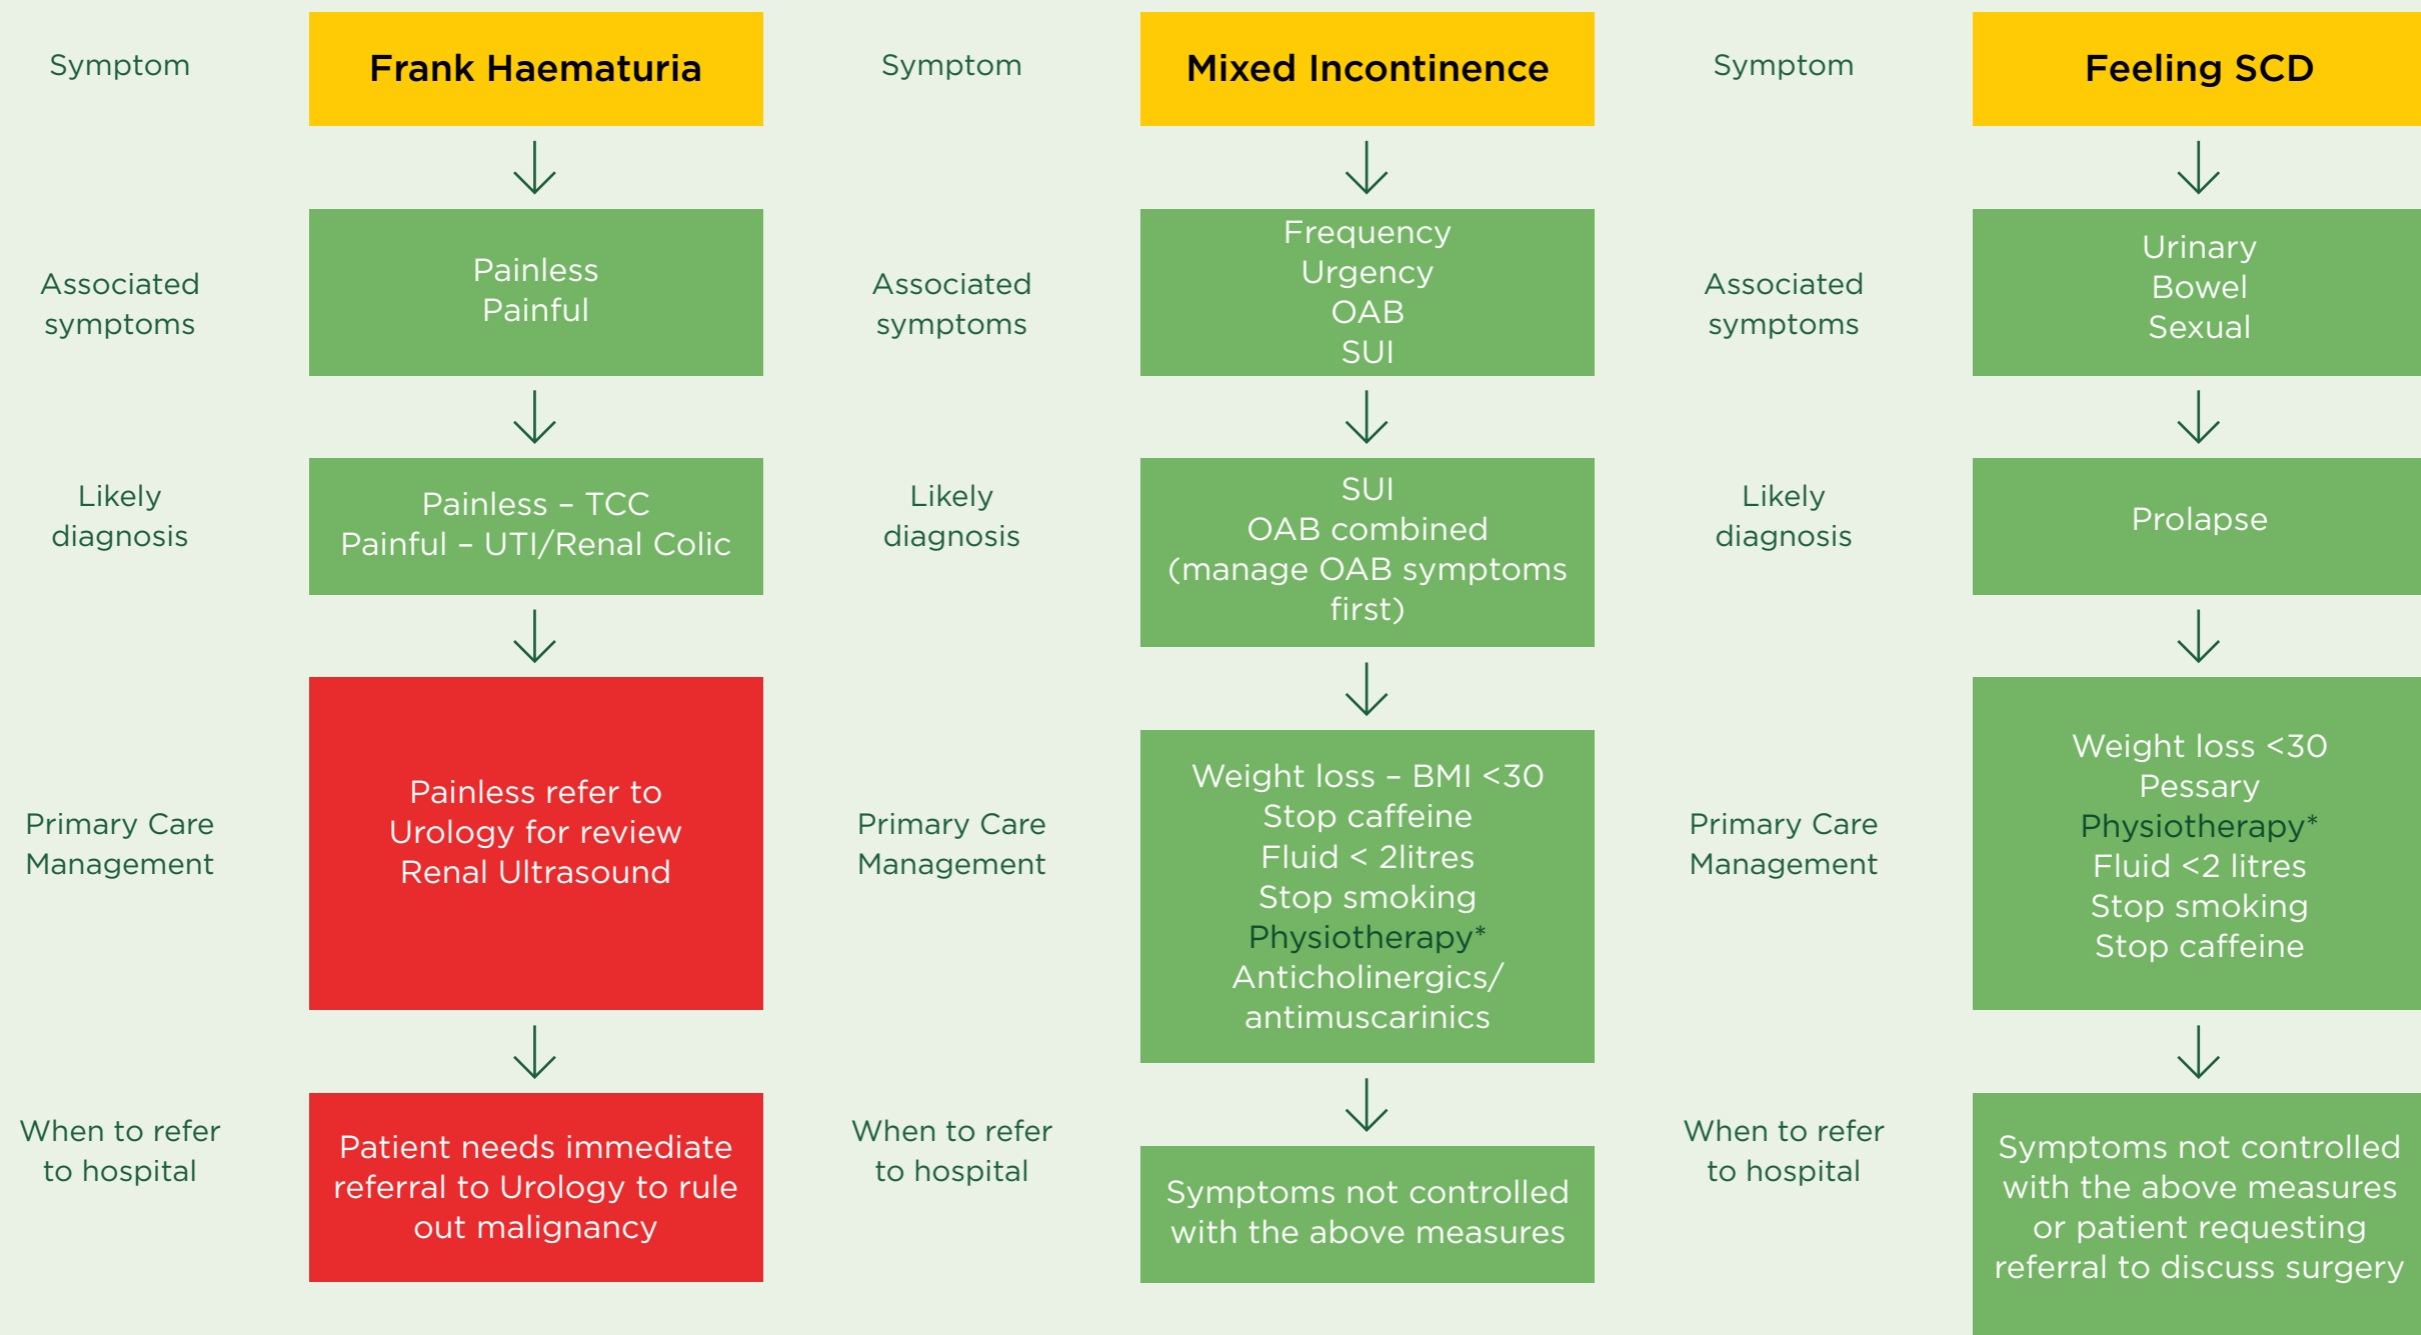 Symptom
Frank Haematuria
Associated
symptoms
Painless
Painful
Likely
diagnosis
Painless – TCC
Painful – UTI/Renal Colic
Primary Care
Management
Painless refer to
Urology for review
Renal Ultrasound
When to refer
to hospital
Patient needs immediate
referral to Urology to rule
out malignancy
Symptom
Mixed Incontinence
Associated
symptoms
Frequency
Urgency
OAB
SUI
Likely
diagnosis
SUI
OAB combined
(manage OAB symptoms
first)
Primary Care
Management
Weight loss – BMI <30
Stop caffeine
Fluid < 2litres
Stop smoking
Physiotherapy*
Anticholinergics/
antimuscarinics
When to refer
to hospital
Symptoms not controlled
with the above measures
Symptom
Feeling SCD
Associated
symptoms
Urinary
Bowel
Sexual
Likely
diagnosis
Prolapse
Primary Care
Management
Weight loss <30
Pessary
Physiotherapy*
Fluid <2 litres
Stop smoking
Stop caffeine
When to refer
to hospital
Symptoms not controlled
with the above measures
or patient requesting
referral to discuss surgery